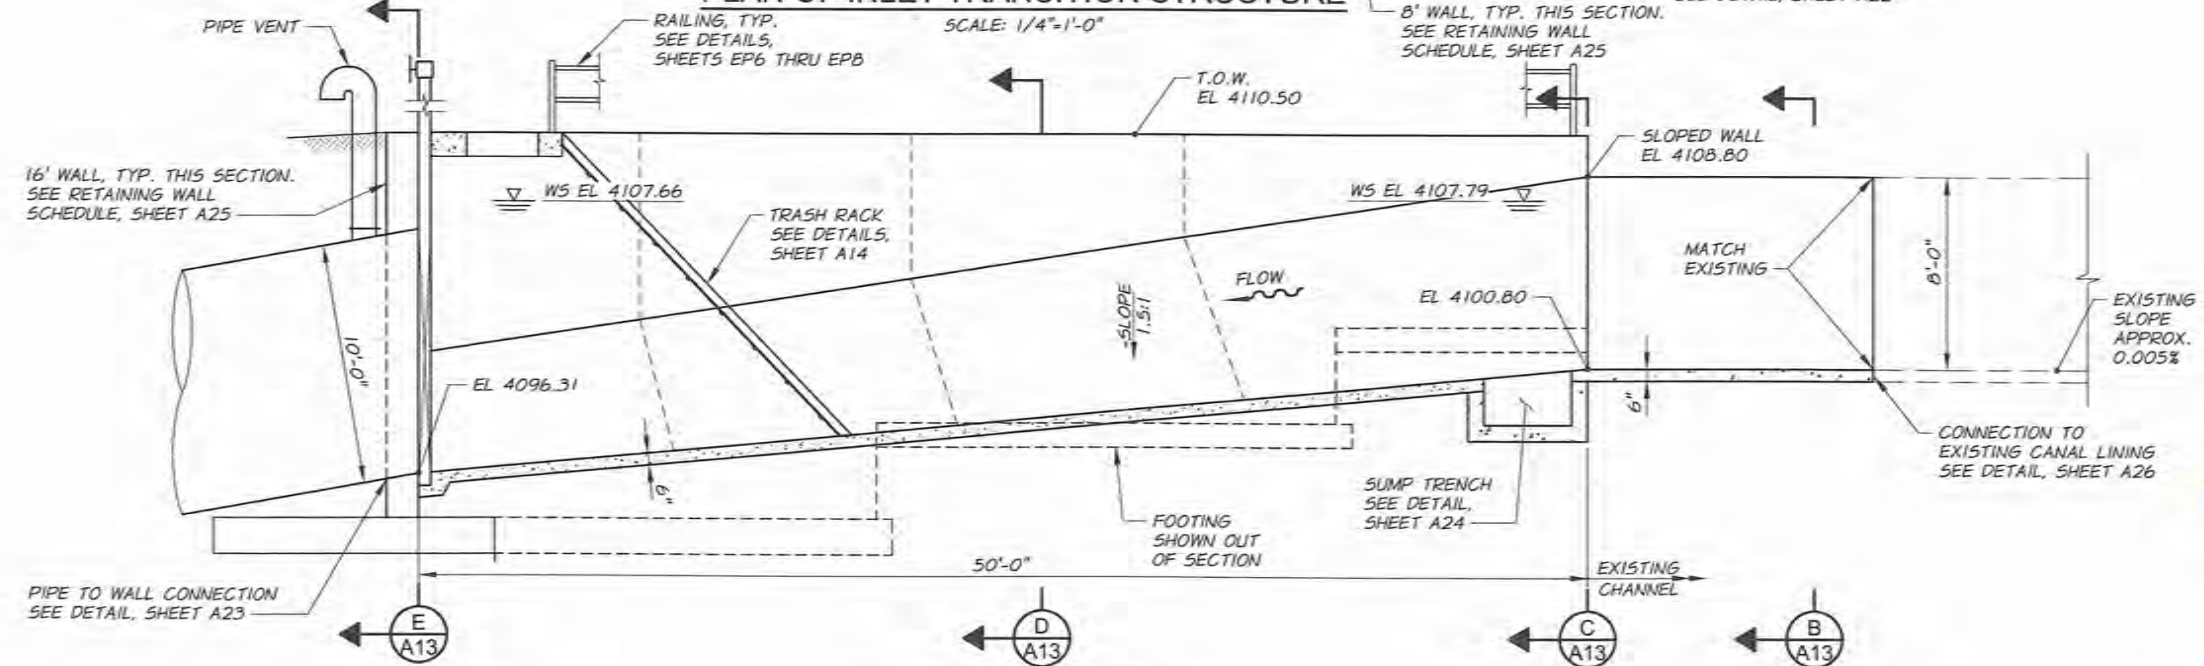 PLAN OF INLET TRANSITION STRUCTURE
SCALE: 1/4"=1'-0"
PIPE VENT
RAILING, TYP.
SEE DETAILS,
SHEETS EP6 THRU EP8
8' WALL, TYP. THIS SECTION.
SEE RETAINING WALL
SCHEDULE, SHEET A25
T.O.W.
EL 4110.50
SLOPED WALL
EL 4108.80
16' WALL, TYP. THIS SECTION.
SEE RETAINING WALL
SCHEDULE, SHEET A25
WS EL 4107.66
WS EL 4107.79
TRASH RACK
SEE DETAILS,
SHEET A14
MATCH
EXISTING
8'-0"
FLOW
SLOPE
1.5:1
EL 4100.80
EXISTING
SLOPE
APPROX.
0.005%
10'-0"
EL 4096.31
6"
6"
CONNECTION TO
EXISTING CANAL LINING
SEE DETAIL, SHEET A26
SUMP TRENCH
SEE DETAIL,
SHEET A24
FOOTING
SHOWN OUT
OF SECTION
50'-0"
EXISTING
CHANNEL
PIPE TO WALL CONNECTION
SEE DETAIL, SHEET A23
E
A13
D
A13
C
A13
B
A13